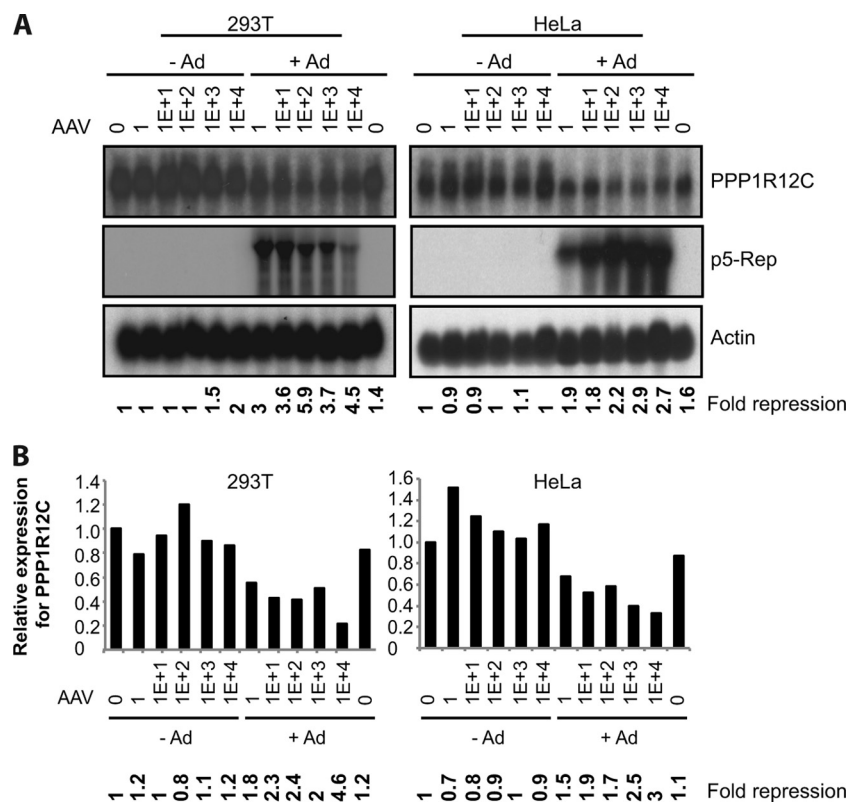 A
293T HeLa
- Ad + Ad - Ad + Ad
AAV 0 1 1E+1 1E+2 1E+3 1E+4 1 1E+1 1E+2 1E+3 1E+4 0 0 1 1E+1 1E+2 1E+3 1E+4 1 1E+1 1E+2 1E+3 1E+4 0
PPP1R12C
p5-Rep
Actin
1 1 1 1 1.5 2 3 3.6 5.9 3.7 4.5 1.4 1 0.9 0.9 1 1.1 1 1.9 1.8 2.2 2.9 2.7 1.6 Fold repression
B
293T HeLa
Relative expression
for PPP1R12C
1.4
1.2
1.0
0.8
0.6
0.4
0.2
0
1.6
1.4
1.2
1.0
0.8
0.6
0.4
0.2
0
AAV 0 1 1E+1 1E+2 1E+3 1E+4 1 1E+1 1E+2 1E+3 1E+4 0 0 1 1E+1 1E+2 1E+3 1E+4 1 1E+1 1E+2 1E+3 1E+4 0
- Ad + Ad - Ad + Ad
1 1.2 1 0.8 1.1 1.2 1.8 2.3 2.4 2 4.6 1.2 1 0.7 0.8 0.9 1 0.9 1.5 1.9 1.7 2.5 3 1.1 Fold repression